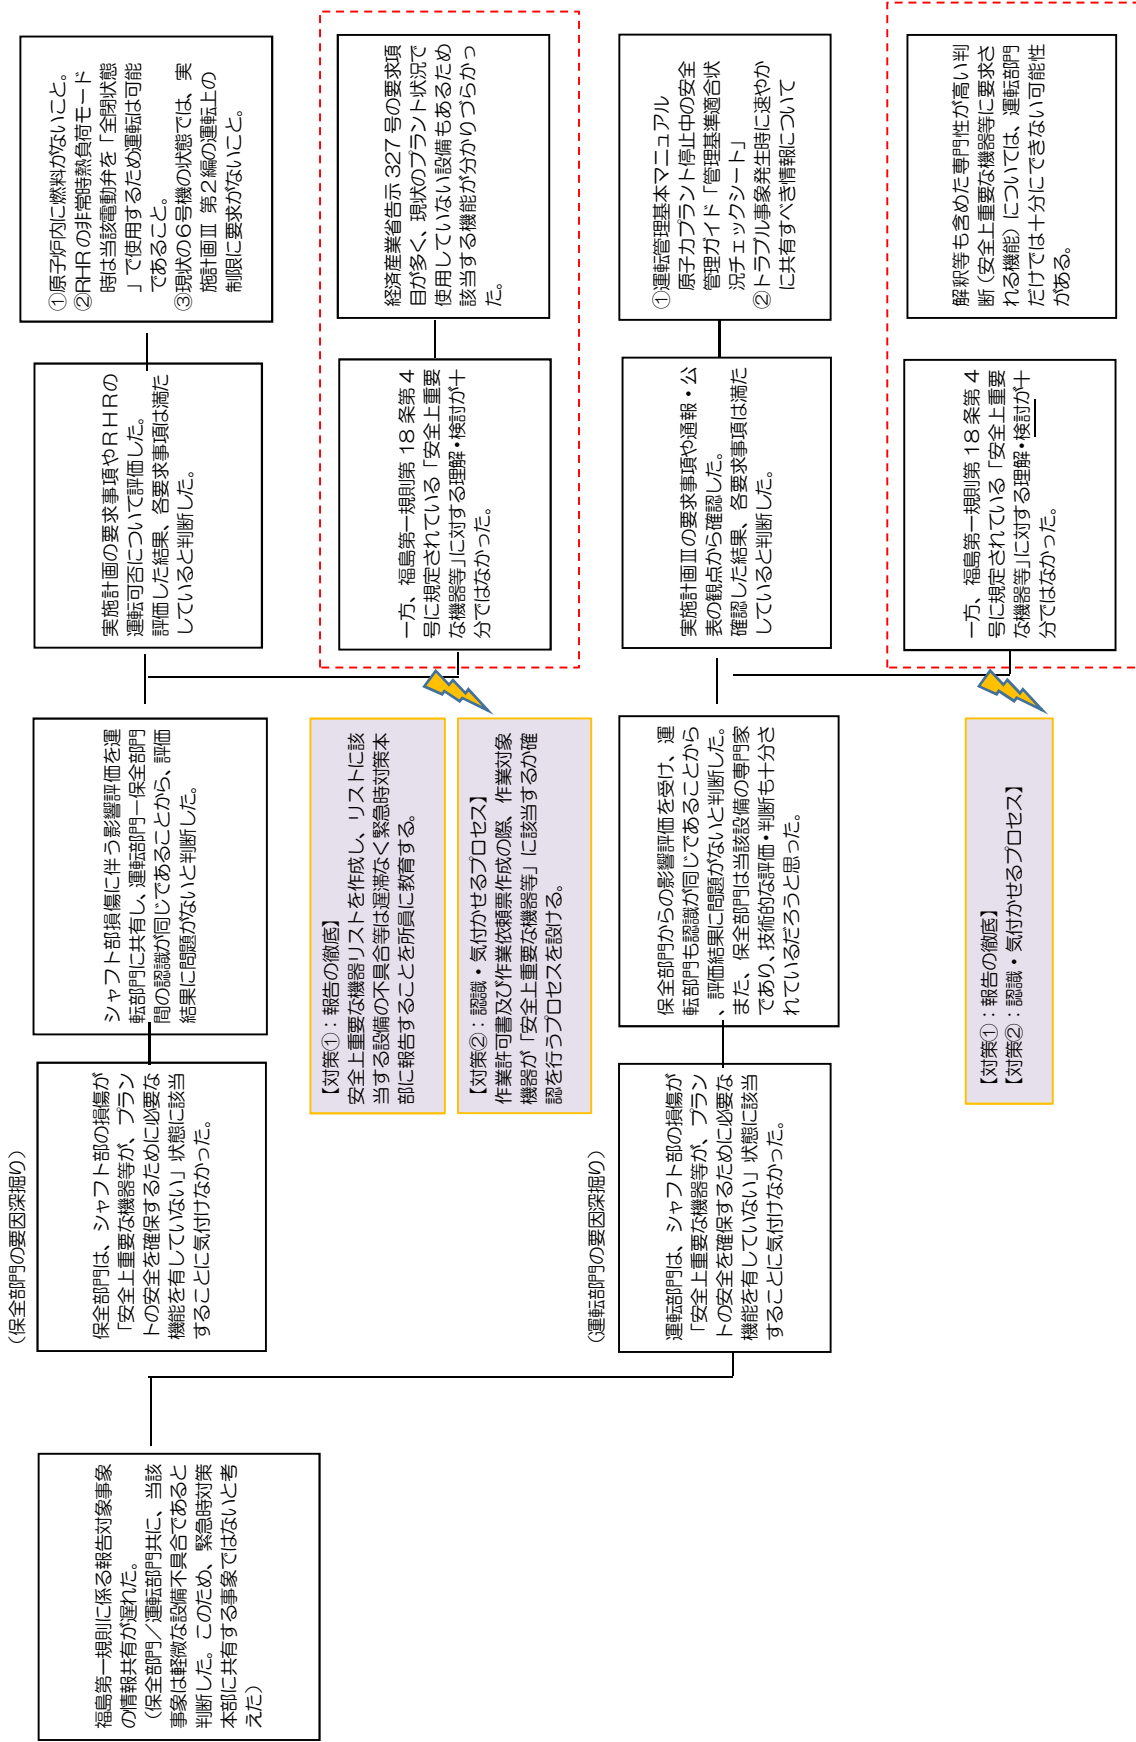 福島第一規則に係る報告対象事象
の情報共有が遅れた。
（保全部門／運転部門共に、当該
事象は軽微な設備不具合であると
判断した。このため、緊急時対策
本部に共有する事象ではないと考
えた）
（保全部門の要因深掘り）
保全部門は、シャフト部の損傷が
「安全上重要な機器等が、プラン
トの安全を確保するために必要な
機能を有していない」状態に該当
することに気付けなかった。
シャフト部損傷に伴う影響評価を運
転部門に共有し、運転部門ー保全部門
間の認識が同じであることから、評価
結果に問題がないと判断した。
実施計画の要求事項やＲＨＲの
運転可否について評価した。
評価した結果、各要求事項は満た
していると判断した。
①原子炉内に燃料がないこと。
②RHRの非常時熱負荷モード
時は当該電動弁を「全閉状態
」で使用するため運転は可能
であること。
③現状の６号機の状態では、実
施計画Ⅲ 第２編の運転上の
制限に要求がないこと。
一方、福島第一規則第 18 条第 4
号に規定されている「安全上重要
な機器等」に対する理解・検討が十
分ではなかった。
経済産業省告示 327 号の要求項
目が多く、現状のプラント状況で
使用していない設備もあるため
該当する機能が分かりづらかっ
た。
【対策①：報告の徹底】
安全上重要な機器リストを作成し、リストに該
当する設備の不具合等は遅滞なく緊急時対策本
部に報告することを所員に教育する。
【対策②：認識・気付かせるプロセス】
作業許可書及び作業依頼票作成の際、作業対象
機器が「安全上重要な機器等」に該当するか確
認を行うプロセスを設ける。
（運転部門の要因深掘り）
運転部門は、シャフト部の損傷が
「安全上重要な機器等が、プラン
トの安全を確保するために必要な
機能を有していない」状態に該当
することに気付けなかった。
保全部門からの影響評価を受け、運
転部門も認識が同じであることから
、評価結果に問題がないと判断した。
また、保全部門は当該設備の専門家
であり、技術的な評価・判断も十分さ
れているだろうと思った。
実施計画Ⅲの要求事項や通報・公
表の観点から確認した。
確認した結果、各要求事項は満た
していると判断した。
①運転管理基本マニュアル
原子力プラント停止中の安全
管理ガイド「管理基準適合状
況チェックシート」
②トラブル事象発生時に速やか
に共有すべき情報について
一方、福島第一規則第 18 条第 4
号に規定されている「安全上重要
な機器等」に対する理解・検討が十
分ではなかった。
解釈等も含めた専門性が高い判
断（安全上重要な機器等に要求さ
れる機能）については、運転部門
だけでは十分にできない可能性
がある。
【対策①：報告の徹底】
【対策②：認識・気付かせるプロセス】